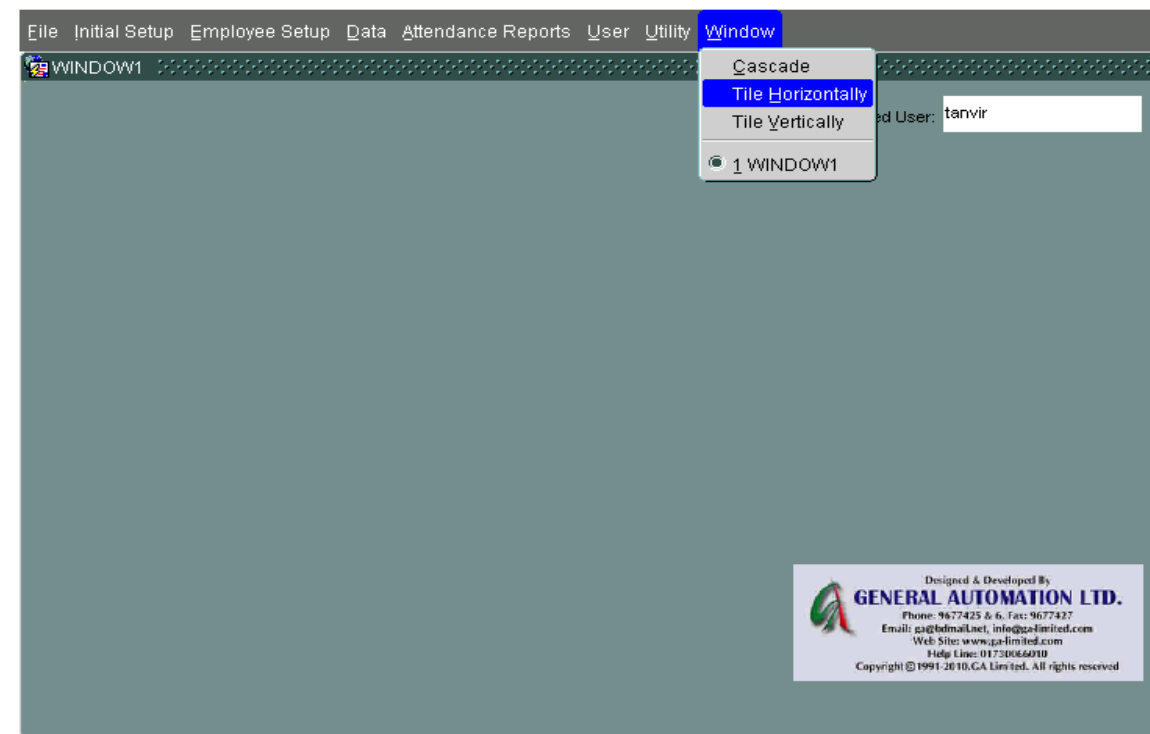 File Initial Setup Employee Setup Data Attendance Reports User Utility Window
WINDOW1
Cascade
Tile Horizontally
Tile Vertically
1 WINDOW1
User: tanvir
Designed & Developed By
GENERAL AUTOMATION LTD.
Phone: 9677425 & 6, Fax: 9677427
Email: ga@bdmail.net, info@ga-limited.com
Web Site: www.ga-limited.com
Help Line: 01730066010
Copyright © 1991-2010.GA Limited. All rights reserved